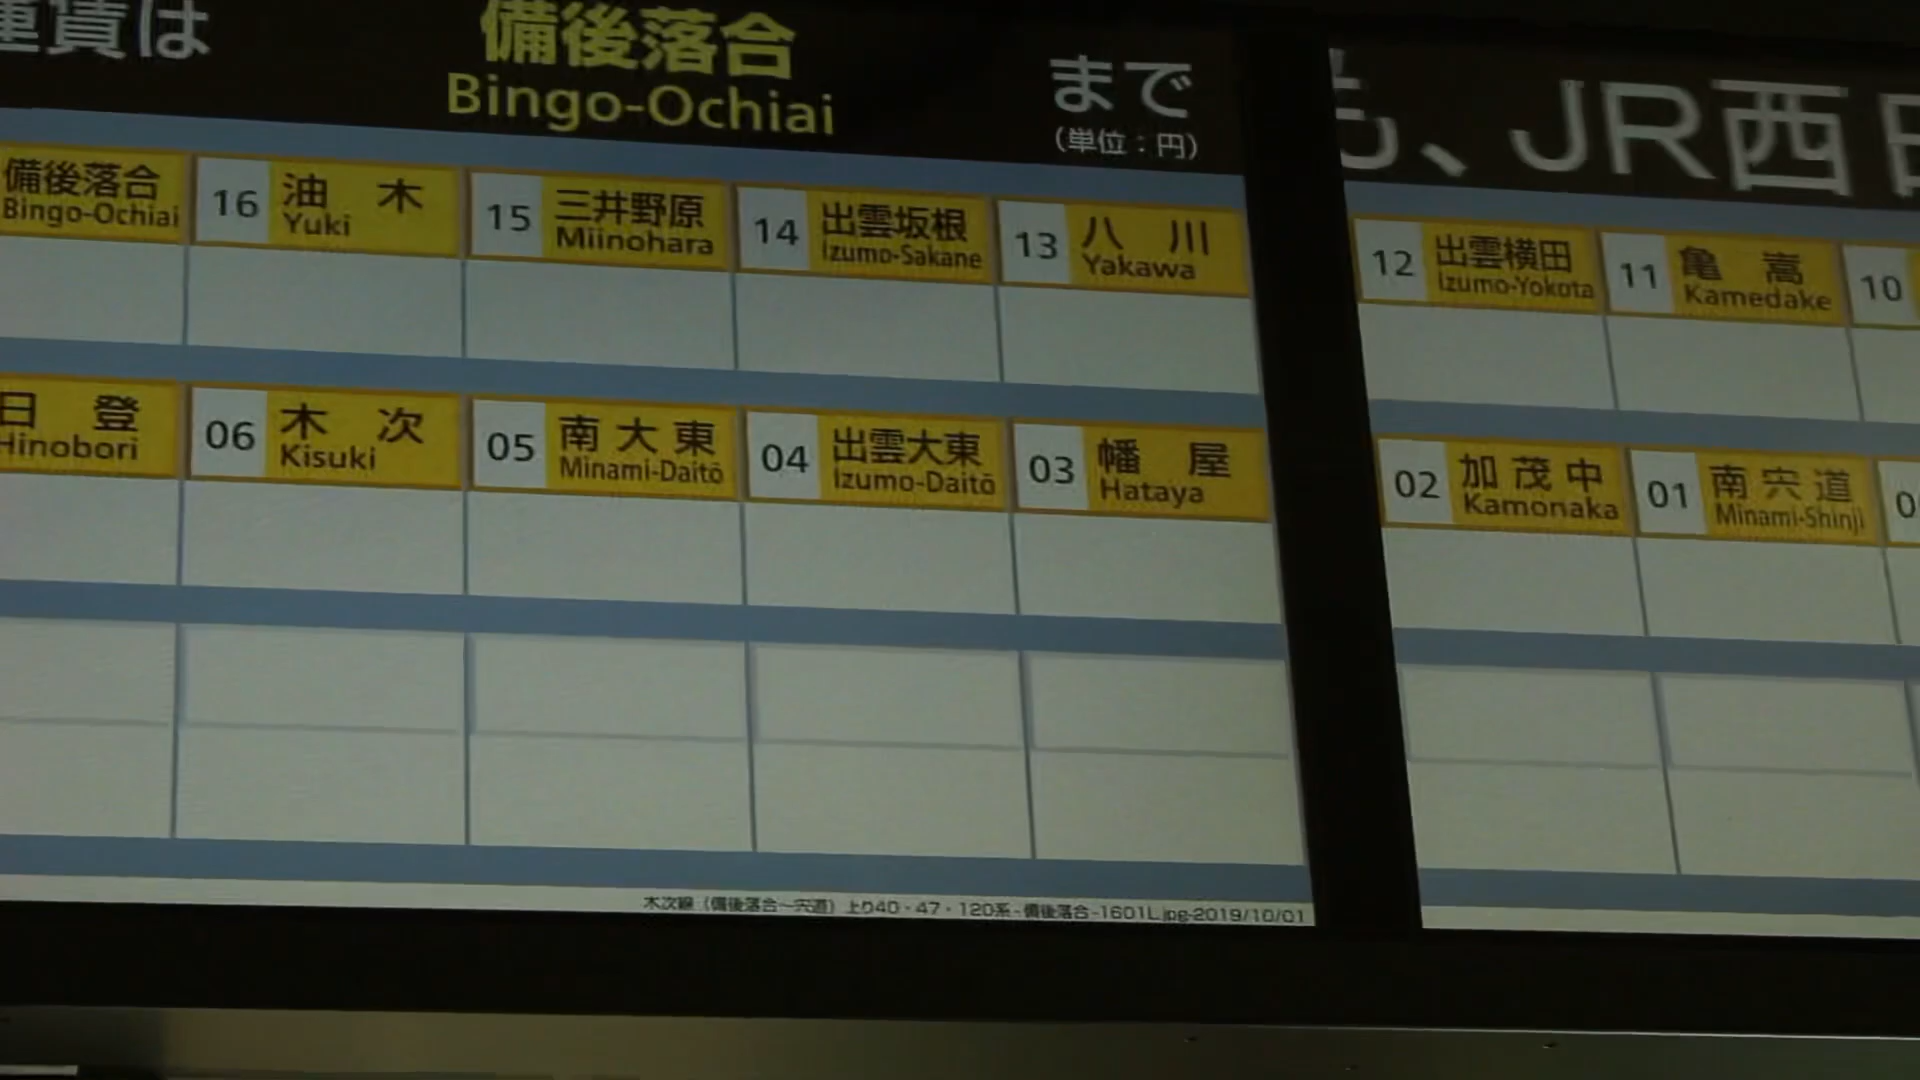 運賃は 備後落合 まで
Bingo-Ochiai
(単位：円)
も、JR西日
備後落合 Bingo-Ochiai
16 油木 Yuki
15 三井野原 Miinohara
14 出雲坂根 Izumo-Sakane
13 八川 Yakawa
12 出雲横田 Izumo-Yokota
11 亀嵩 Kamedake
10
日登 Hinobori
06 木次 Kisuki
05 南大東 Minami-Daitō
04 出雲大東 Izumo-Daitō
03 幡屋 Hataya
02 加茂中 Kamonaka
01 南宍道 Minami-Shinji
木次線（備後落合〜宍道）上り40・47・120系-備後落合-1601L.jpg-2019/10/01